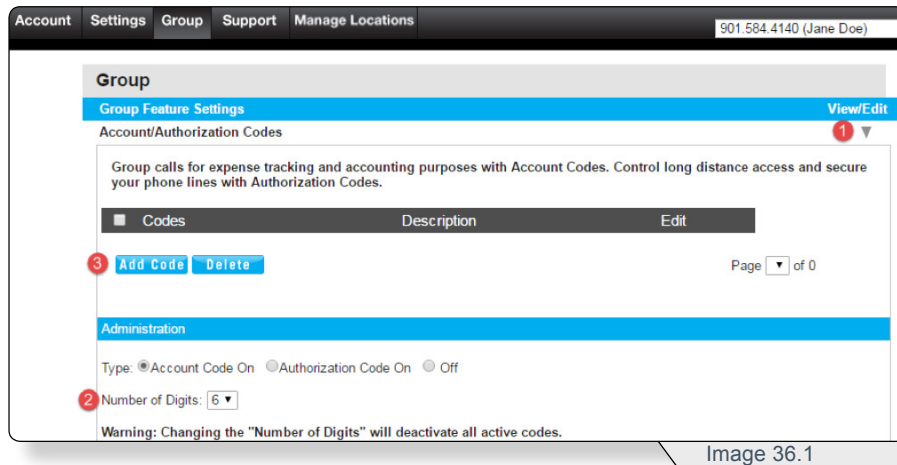 Account Settings Group Support Manage Locations
901.584.4140 (Jane Doe)
Group
Group Feature Settings View/Edit
Account/Authorization Codes 1
Group calls for expense tracking and accounting purposes with Account Codes. Control long distance access and secure
your phone lines with Authorization Codes.
Codes Description Edit
3 Add Code Delete Page of 0
Administration
Type: Account Code On Authorization Code On Off
2 Number of Digits: 6
Warning: Changing the "Number of Digits" will deactivate all active codes.
Image 36.1